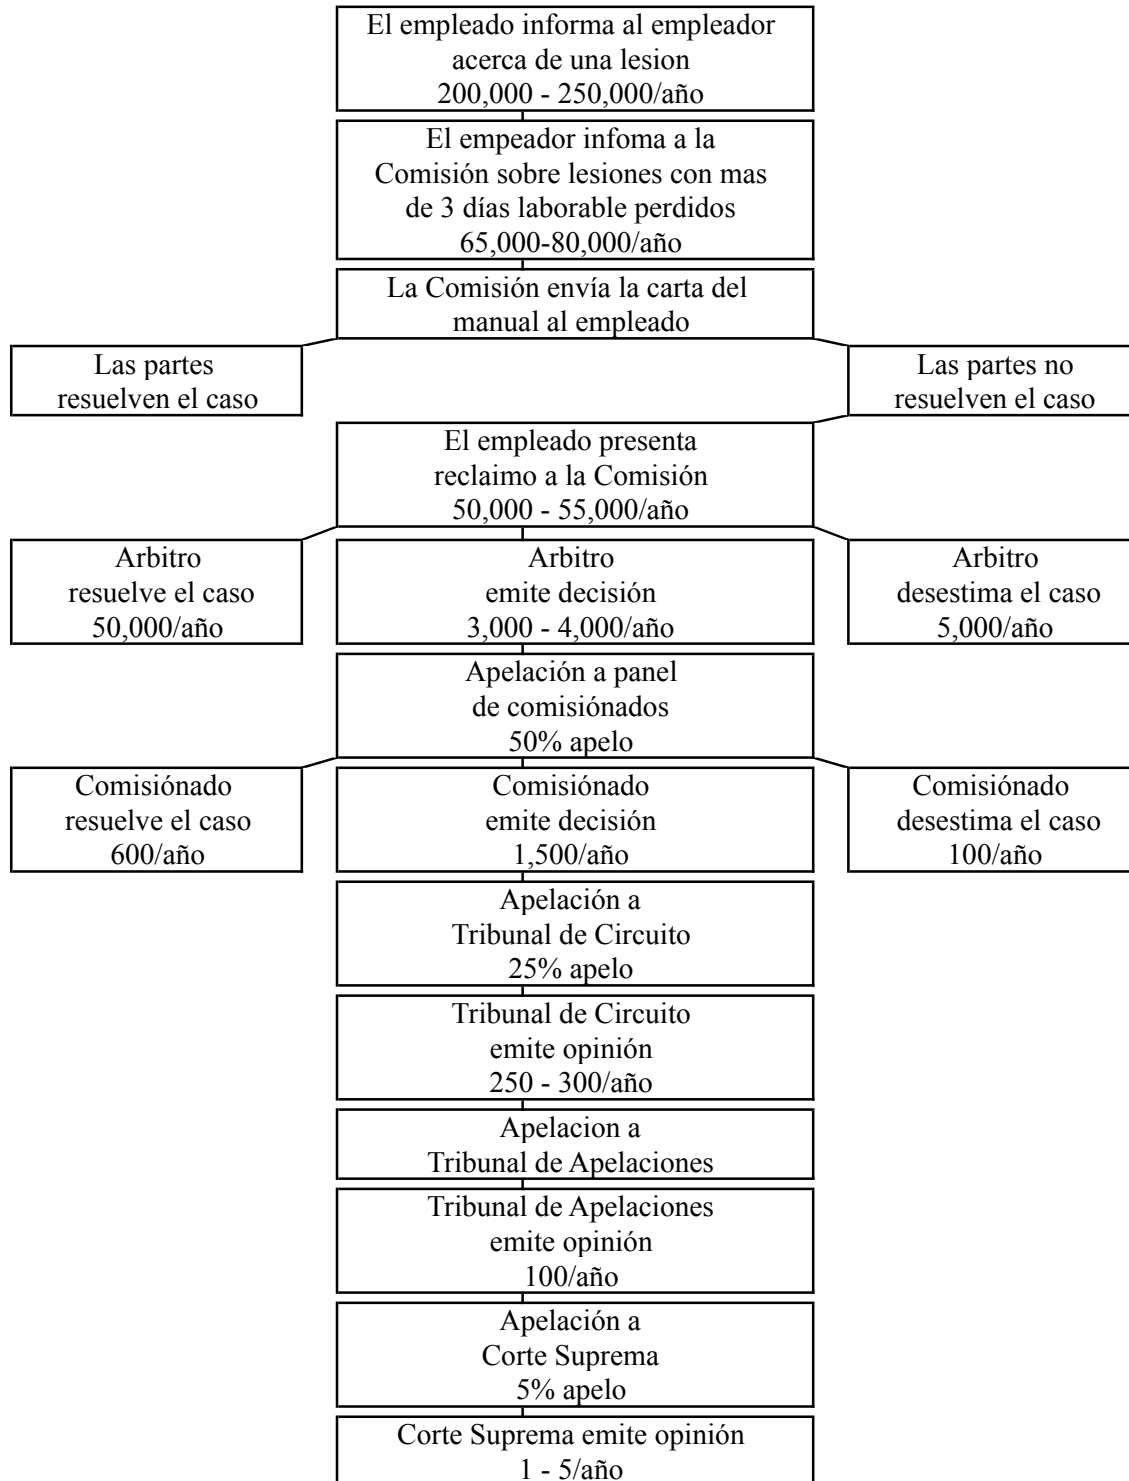 El empleado informa al empleador
acerca de una lesion
200,000 - 250,000/año
El empeador infoma a la
Comisión sobre lesiones con mas
de 3 días laborable perdidos
65,000-80,000/año
La Comisión envía la carta del
manual al empleado
Las partes
resuelven el caso
Las partes no
resuelven el caso
El empleado presenta
reclaimo a la Comisión
50,000 - 55,000/año
Arbitro
resuelve el caso
50,000/año
Arbitro
emite decisión
3,000 - 4,000/año
Arbitro
desestima el caso
5,000/año
Apelación a panel
de comisiónados
50% apelo
Comisiónado
resuelve el caso
600/año
Comisiónado
emite decisión
1,500/año
Comisiónado
desestima el caso
100/año
Apelación a
Tribunal de Circuito
25% apelo
Tribunal de Circuito
emite opinión
250 - 300/año
Apelacion a
Tribunal de Apelaciones
Tribunal de Apelaciones
emite opinión
100/año
Apelación a
Corte Suprema
5% apelo
Corte Suprema emite opinión
1 - 5/año